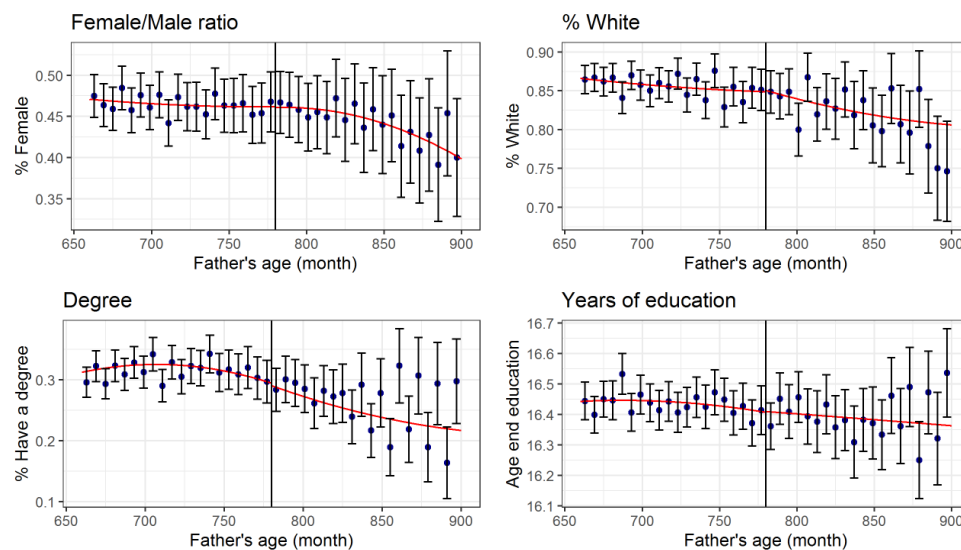 Female/Male ratio
% Female
0.50
0.45
0.40
0.35
650 700 750 800 850 900
Father's age (month)
% White
% White
0.90
0.85
0.80
0.75
0.70
650 700 750 800 850 900
Father's age (month)
Degree
% Have a degree
0.3
0.2
0.1
650 700 750 800 850 900
Father's age (month)
Years of education
Age end education
16.7
16.6
16.5
16.4
16.3
16.2
16.1
650 700 750 800 850 900
Father's age (month)